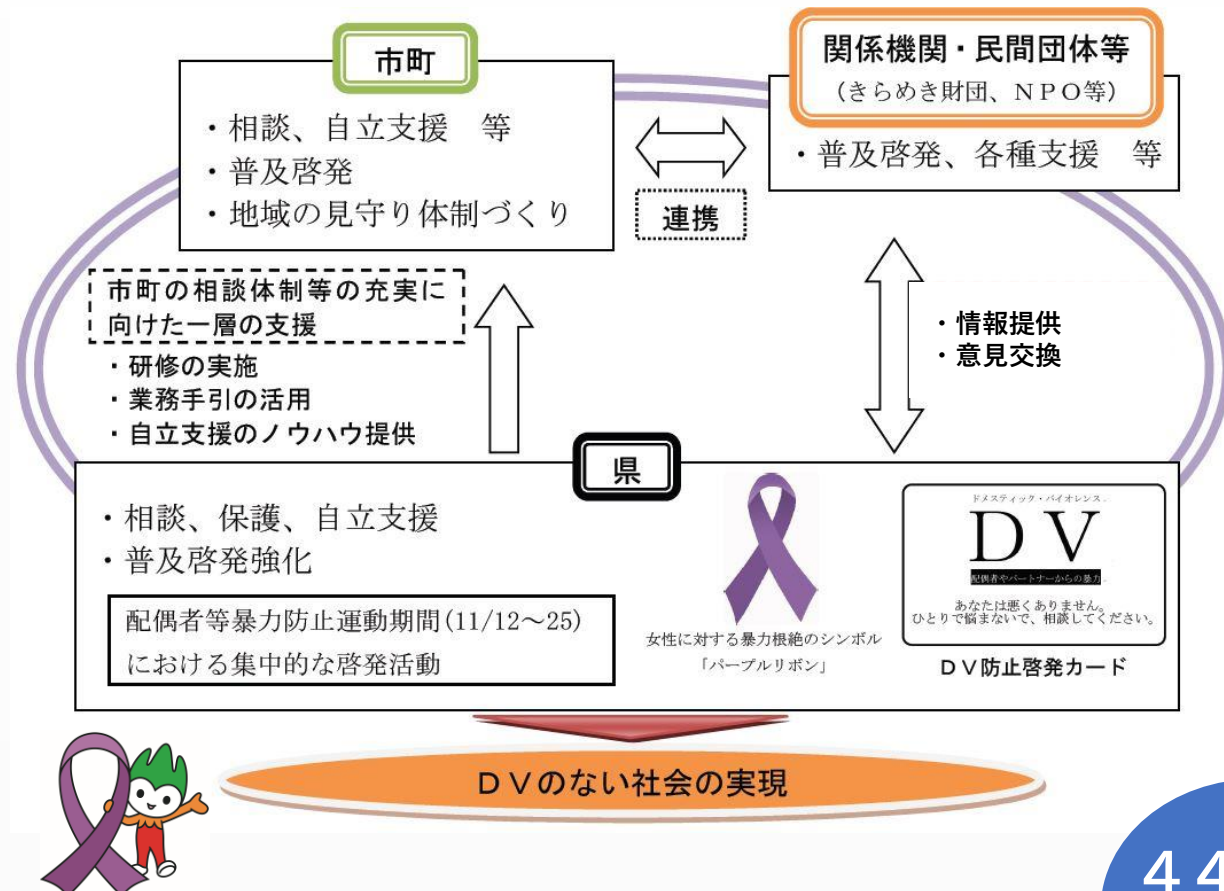 市町
・相談、自立支援　等
・普及啓発
・地域の見守り体制づくり
関係機関・民間団体等
（きらめき財団、ＮＰＯ等）
・普及啓発、各種支援　等
連携
市町の相談体制等の充実に
向けた一層の支援
・研修の実施
・業務手引の活用
・自立支援のノウハウ提供
・情報提供
・意見交換
県
・相談、保護、自立支援
・普及啓発強化
配偶者等暴力防止運動期間(11/12～25)
における集中的な啓発活動
女性に対する暴力根絶のシンボル
「パープルリボン」
ドメスティック・バイオレンス
ＤＶ
配偶者やパートナーからの暴力
あなたは悪くありません。
ひとりで悩まないで、相談してください。
ＤＶ防止啓発カード
ＤＶのない社会の実現
４４